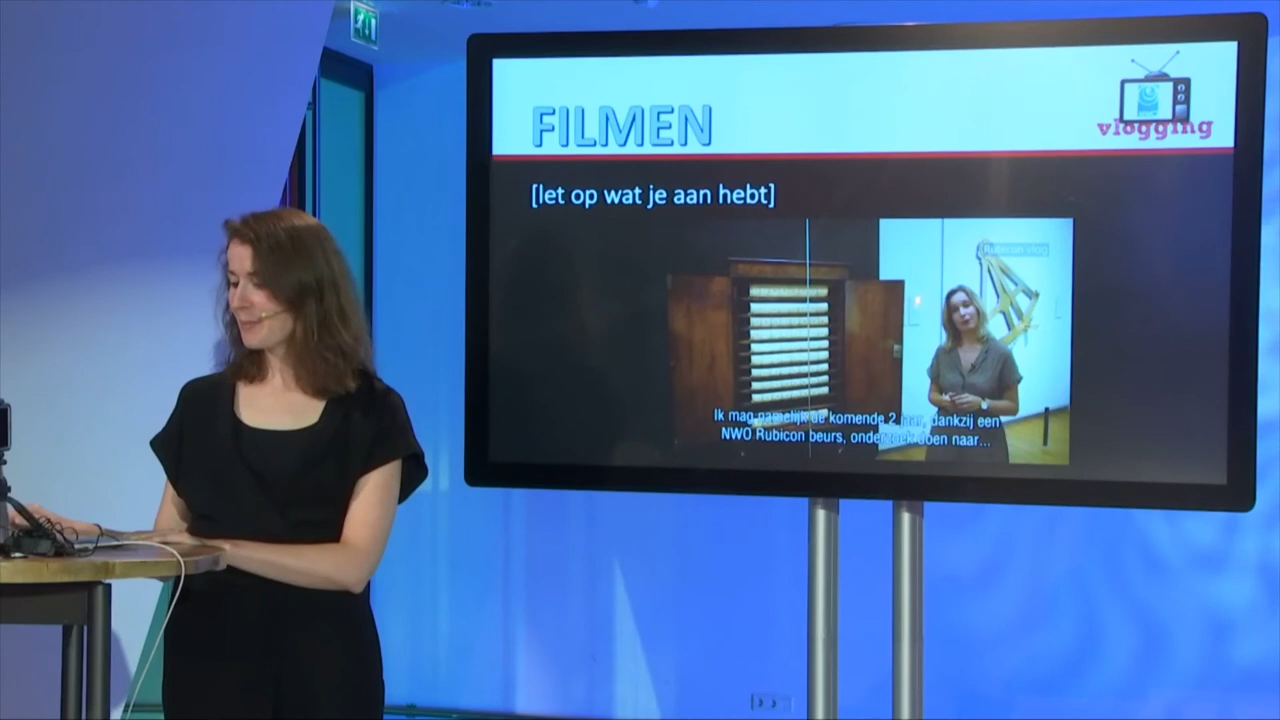 FILMEN
vlogging
[let op wat je aan hebt]
Rubicon vlog
Ik mag namelijk de komende 2 jaar, dankzij een
NWO Rubicon beurs, onderzoek doen naar...